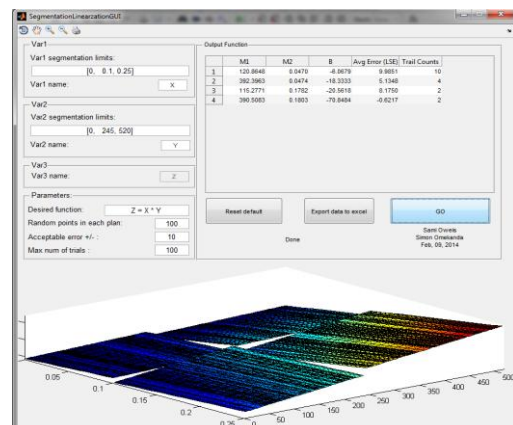 SegmentationLinearzationGUI
Var1
Var1 segmentation limits:
[0, 0.1, 0.25]
Var1 name: X
Var2
Var2 segmentation limits:
[0, 245, 520]
Var2 name: Y
Var3
Var3 name: Z
Parameters:
Desired function: Z = X * Y
Random points in each plan: 100
Acceptable error +/- : 10
Max num of trials : 100
Output Function
M1 M2 B Avg Error (LSE) Trail Counts
1 120.8648 0.0470 -6.0679 9.9851 10
2 392.3963 0.0474 -18.3333 5.1348 4
3 115.2771 0.1782 -20.5618 8.1750 2
4 390.5083 0.1803 -70.8484 -0.6217 2
Reset default
Export data to excel
GO
Done
Sami Oweis
Simon Omekanda
Feb, 09, 2014
0.05
0.1
0.15
0.2
0.25
0
50
100
150
200
250
300
350
400
450
500